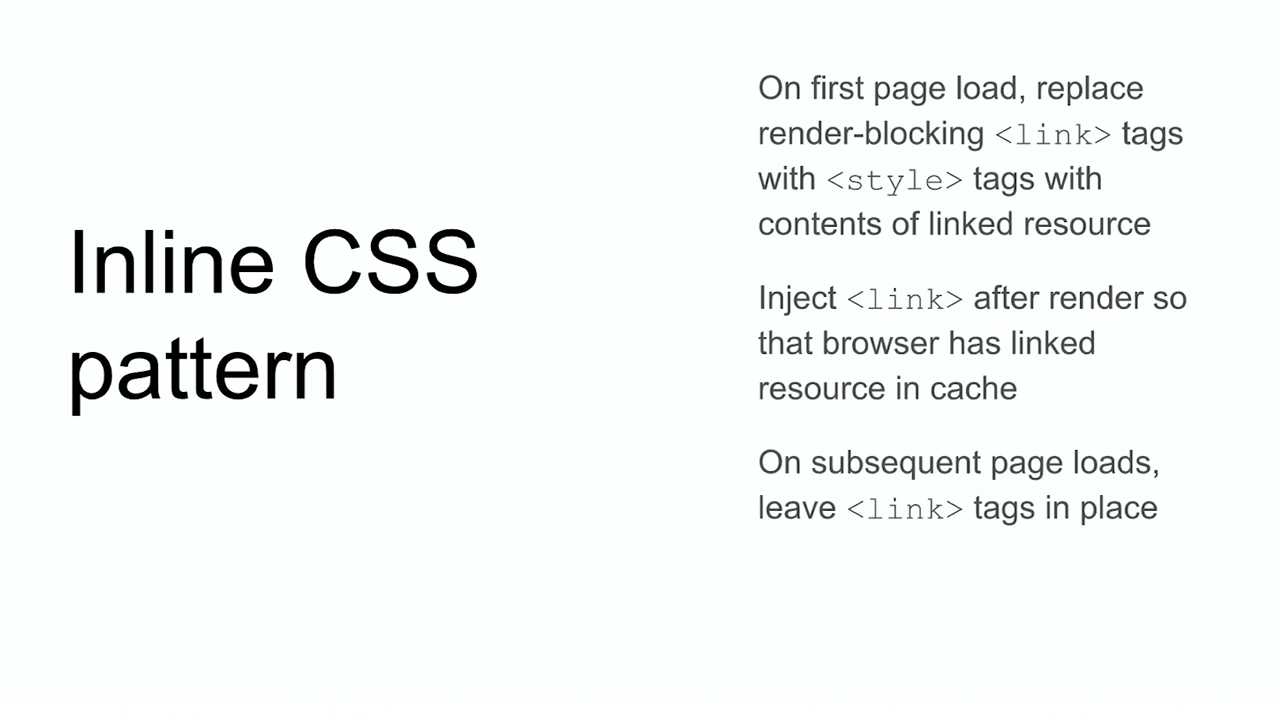 Inline CSS
pattern
On first page load, replace
render-blocking <link> tags
with <style> tags with
contents of linked resource
Inject <link> after render so
that browser has linked
resource in cache
On subsequent page loads,
leave <link> tags in place